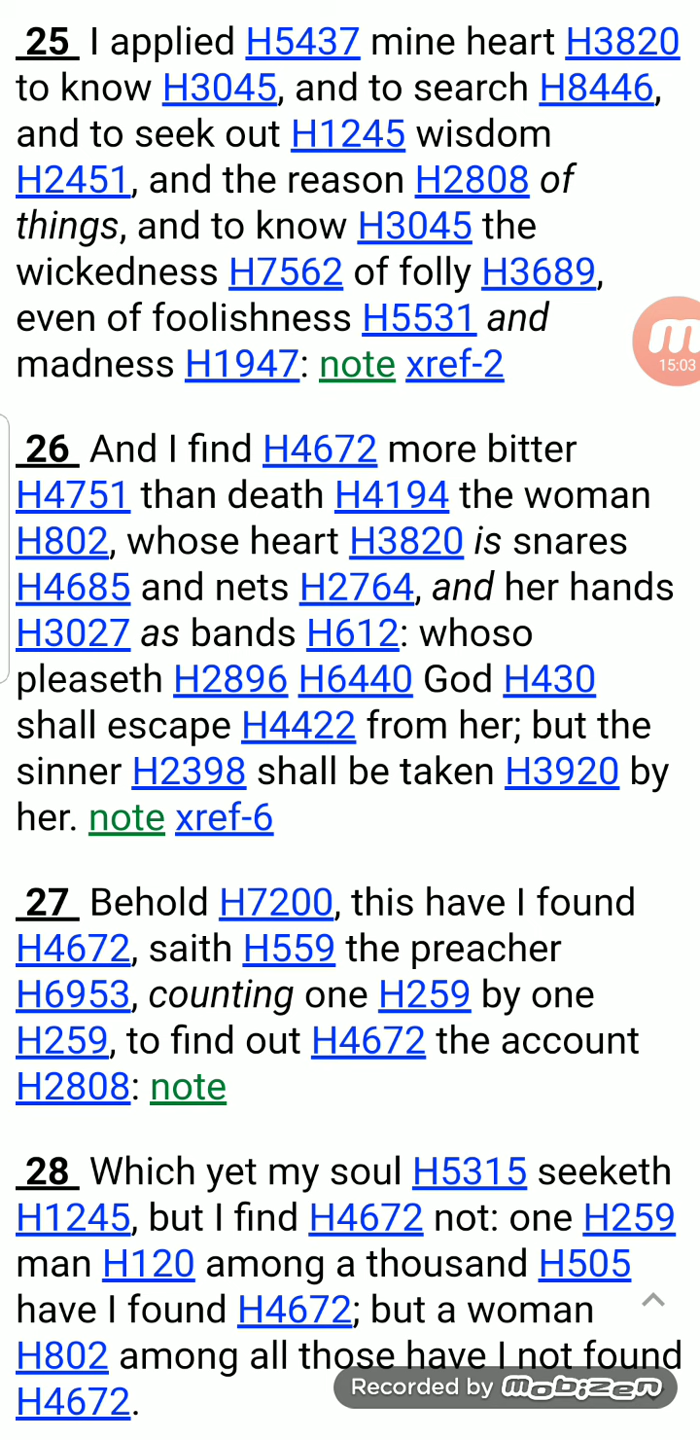 25 I applied H5437 mine heart H3820
to know H3045, and to search H8446,
and to seek out H1245 wisdom
H2451, and the reason H2808 of
things, and to know H3045 the
wickedness H7562 of folly H3689,
even of foolishness H5531 and
madness H1947: note xref-2
m
15:03
26 And I find H4672 more bitter
H4751 than death H4194 the woman
H802, whose heart H3820 is snares
H4685 and nets H2764, and her hands
H3027 as bands H612: whoso
pleaseth H2896 H6440 God H430
shall escape H4422 from her; but the
sinner H2398 shall be taken H3920 by
her. note xref-6
27 Behold H7200, this have I found
H4672, saith H559 the preacher
H6953, counting one H259 by one
H259, to find out H4672 the account
H2808: note
28 Which yet my soul H5315 seeketh
H1245, but I find H4672 not: one H259
man H120 among a thousand H505
have I found H4672; but a woman
H802 among all those have I not found
H4672.
Recorded by mobizen